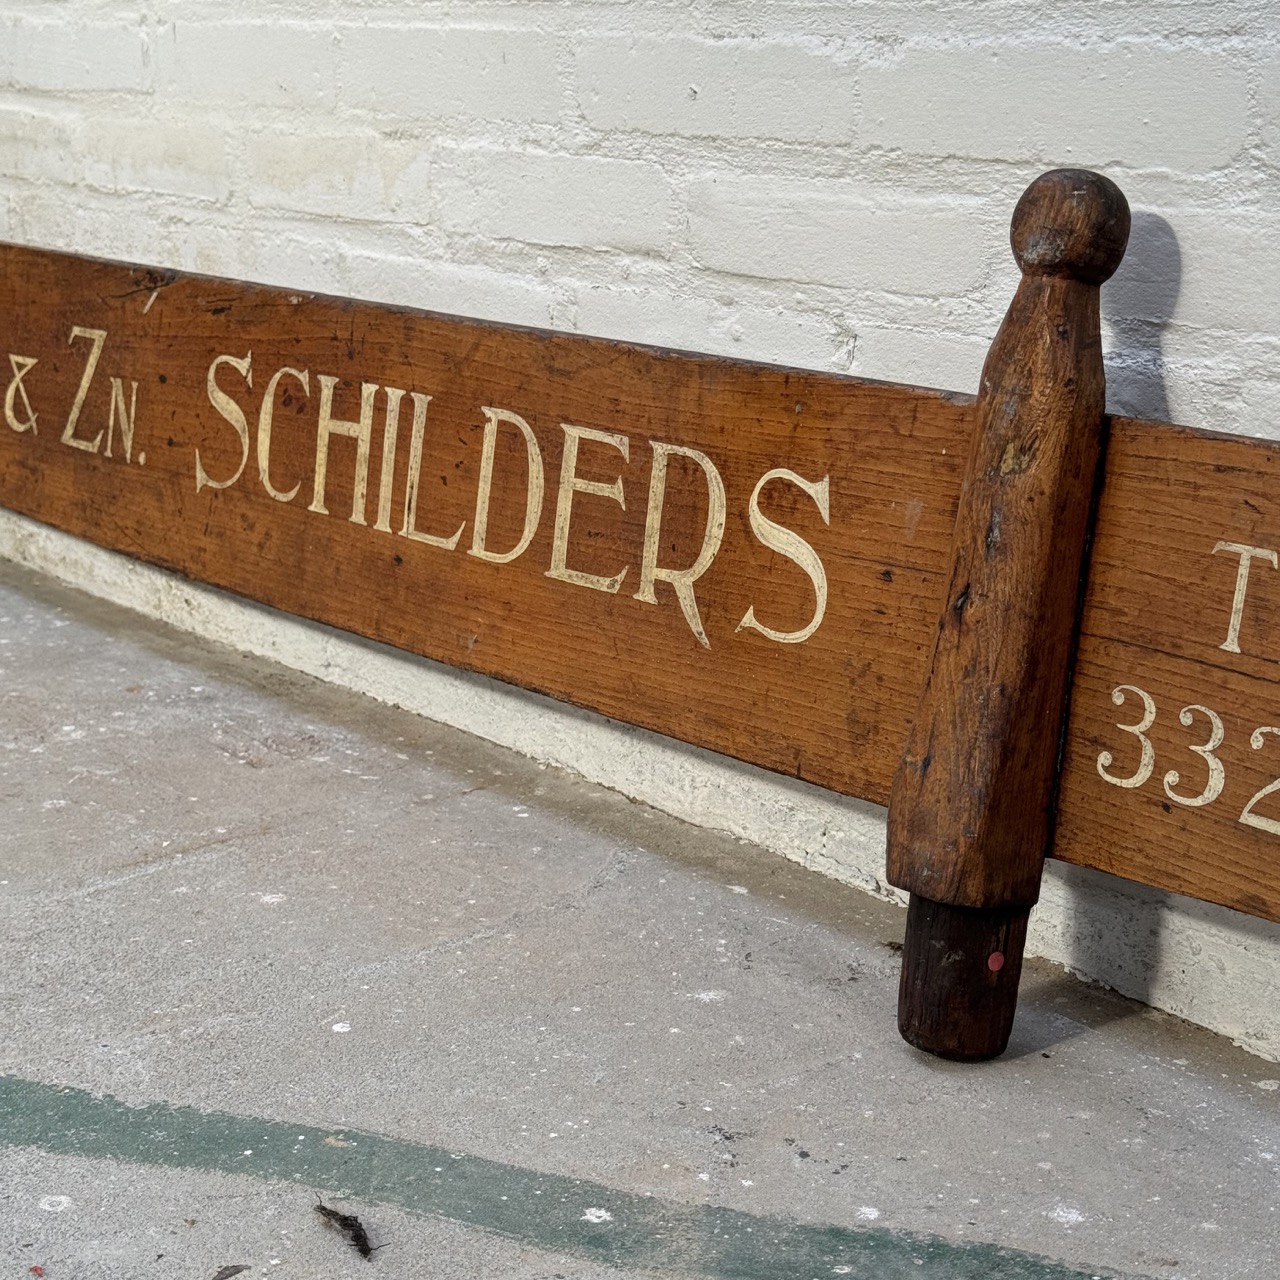 & ZN. SCHILDERS
T
332